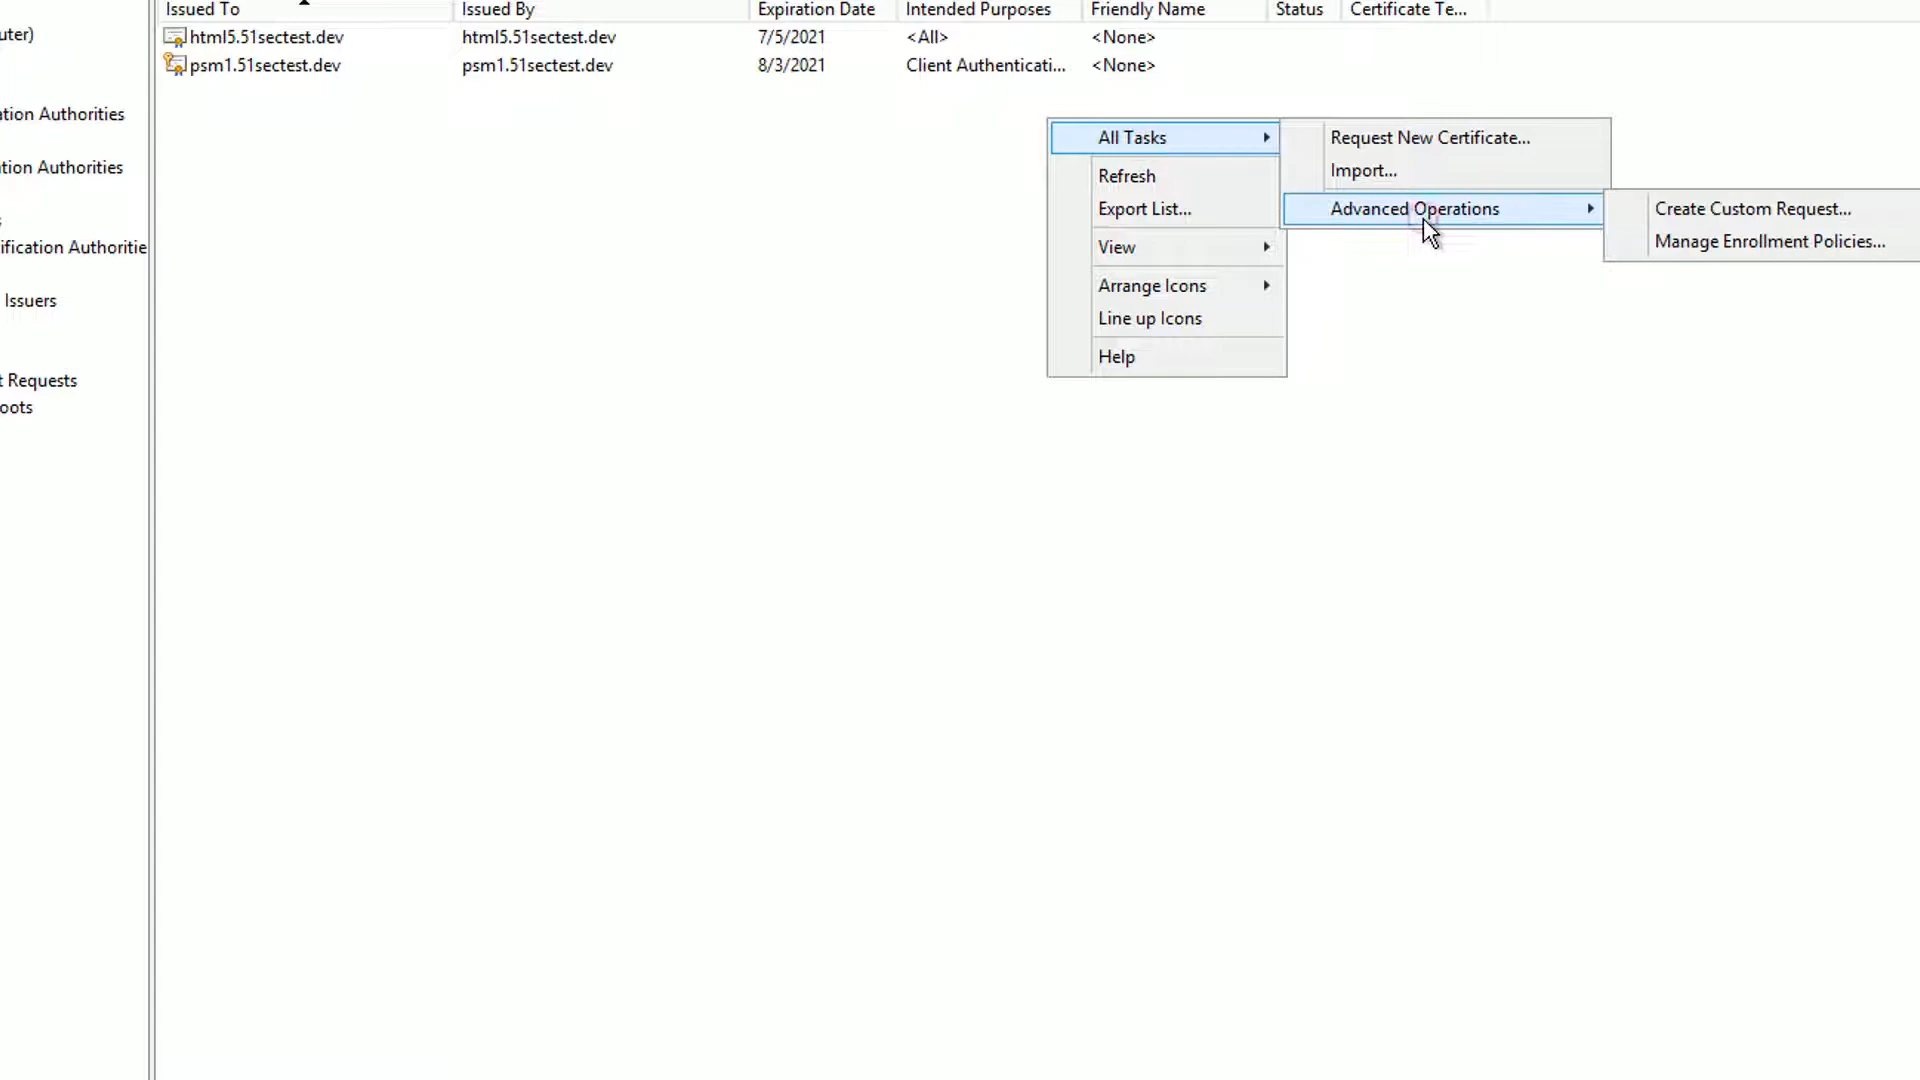 Issued To Issued By Expiration Date Intended Purposes Friendly Name Status Certificate Te...
uter)
html5.51sectest.dev html5.51sectest.dev 7/5/2021 <All> <None>
psm1.51sectest.dev psm1.51sectest.dev 8/3/2021 Client Authenticati... <None>
ation Authorities
ation Authorities
s
ification Authoritie
Issuers
t Requests
oots
All Tasks
Refresh
Export List...
View
Arrange Icons
Line up Icons
Help
Request New Certificate...
Import...
Advanced Operations
Create Custom Request...
Manage Enrollment Policies...